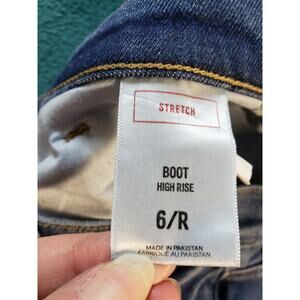 STRETCH
BOOT
HIGH RISE
6/R
MADE IN PAKISTAN
FABRIQUÉ AU PAKISTAN